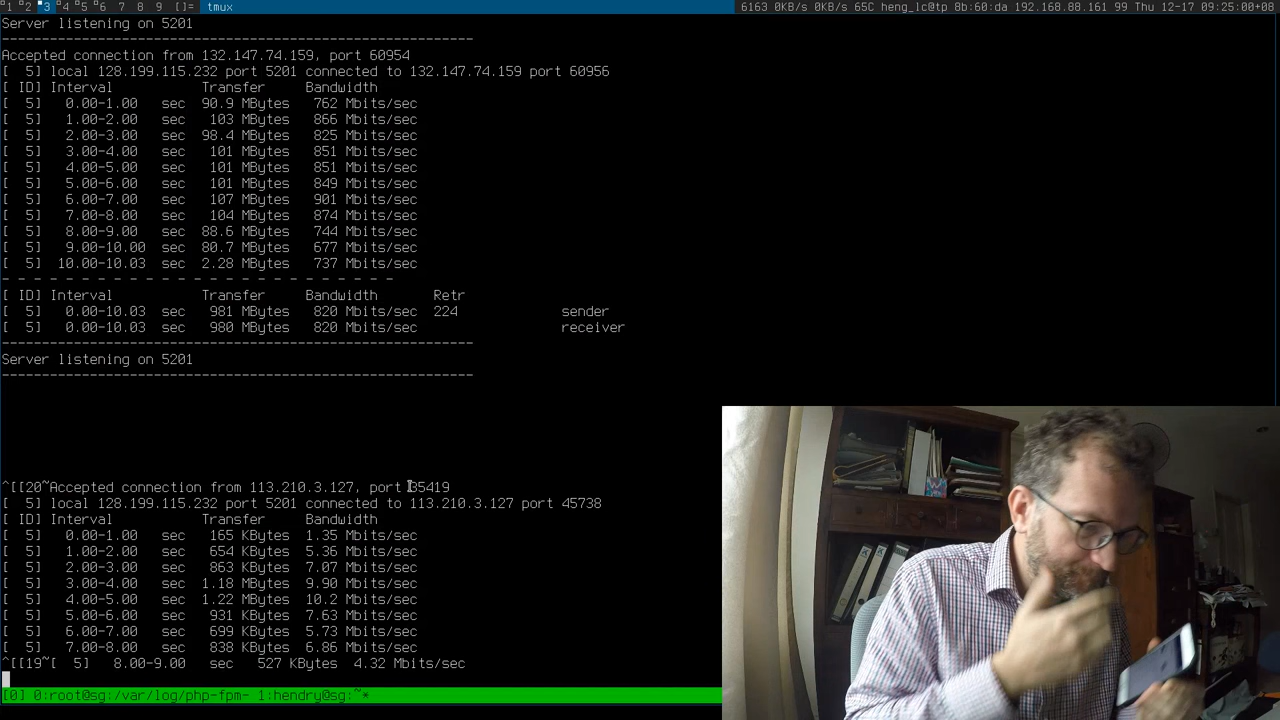 1 2 3 4 5 6 7 8 9 []= tmux 6163 0KB/s 0KB/s 65C heng_lc@tp 8b:60:da 192.168.88.161 99 Thu 12-17 09:25:00+08
Server listening on 5201
-----------------------------------------------------------
Accepted connection from 132.147.74.159, port 60954
[  5] local 128.199.115.232 port 5201 connected to 132.147.74.159 port 60956
[ ID] Interval           Transfer     Bandwidth
[  5]   0.00-1.00   sec  90.9 MBytes   762 Mbits/sec
[  5]   1.00-2.00   sec   103 MBytes   866 Mbits/sec
[  5]   2.00-3.00   sec  98.4 MBytes   825 Mbits/sec
[  5]   3.00-4.00   sec   101 MBytes   851 Mbits/sec
[  5]   4.00-5.00   sec   101 MBytes   851 Mbits/sec
[  5]   5.00-6.00   sec   101 MBytes   849 Mbits/sec
[  5]   6.00-7.00   sec   107 MBytes   901 Mbits/sec
[  5]   7.00-8.00   sec   104 MBytes   874 Mbits/sec
[  5]   8.00-9.00   sec  88.6 MBytes   744 Mbits/sec
[  5]   9.00-10.00  sec  80.7 MBytes   677 Mbits/sec
[  5]  10.00-10.03  sec  2.28 MBytes   737 Mbits/sec
- - - - - - - - - - - - - - - - - - - - - - - - -
[ ID] Interval           Transfer     Bandwidth       Retr
[  5]   0.00-10.03  sec   981 MBytes   820 Mbits/sec  224             sender
[  5]   0.00-10.03  sec   980 MBytes   820 Mbits/sec                  receiver
-----------------------------------------------------------
Server listening on 5201
-----------------------------------------------------------
^[[20~Accepted connection from 113.210.3.127, port 35419
[  5] local 128.199.115.232 port 5201 connected to 113.210.3.127 port 45738
[ ID] Interval           Transfer     Bandwidth
[  5]   0.00-1.00   sec   165 KBytes  1.35 Mbits/sec
[  5]   1.00-2.00   sec   654 KBytes  5.36 Mbits/sec
[  5]   2.00-3.00   sec   863 KBytes  7.07 Mbits/sec
[  5]   3.00-4.00   sec  1.18 MBytes  9.90 Mbits/sec
[  5]   4.00-5.00   sec  1.22 MBytes  10.2 Mbits/sec
[  5]   5.00-6.00   sec   931 KBytes  7.63 Mbits/sec
[  5]   6.00-7.00   sec   699 KBytes  5.73 Mbits/sec
[  5]   7.00-8.00   sec   838 KBytes  6.86 Mbits/sec
^[[19~[  5]   8.00-9.00   sec   527 KBytes  4.32 Mbits/sec
[0] 0:root@sg:/var/log/php-fpm- 1:hendry@sg:~*